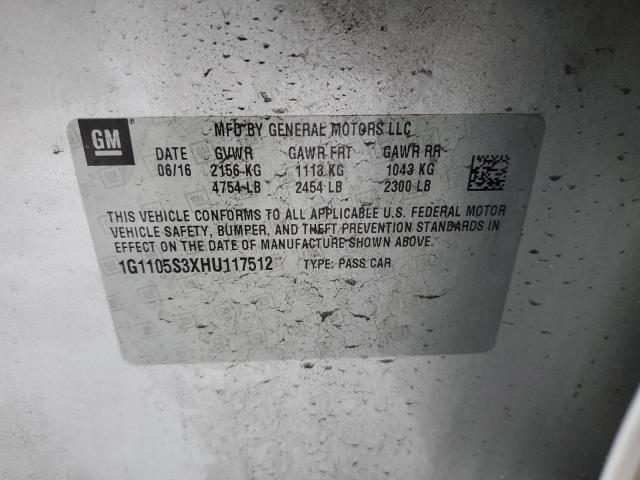 GM
MFD BY GENERAL MOTORS LLC
DATE GVWR GAWR FRT GAWR RR
06/16 2156 KG 1113 KG 1043 KG
4754 LB 2454 LB 2300 LB
THIS VEHICLE CONFORMS TO ALL APPLICABLE U.S. FEDERAL MOTOR
VEHICLE SAFETY, BUMPER, AND THEFT PREVENTION STANDARDS IN
EFFECT ON THE DATE OF MANUFACTURE SHOWN ABOVE.
1G1105S3XHU117512 TYPE: PASS CAR